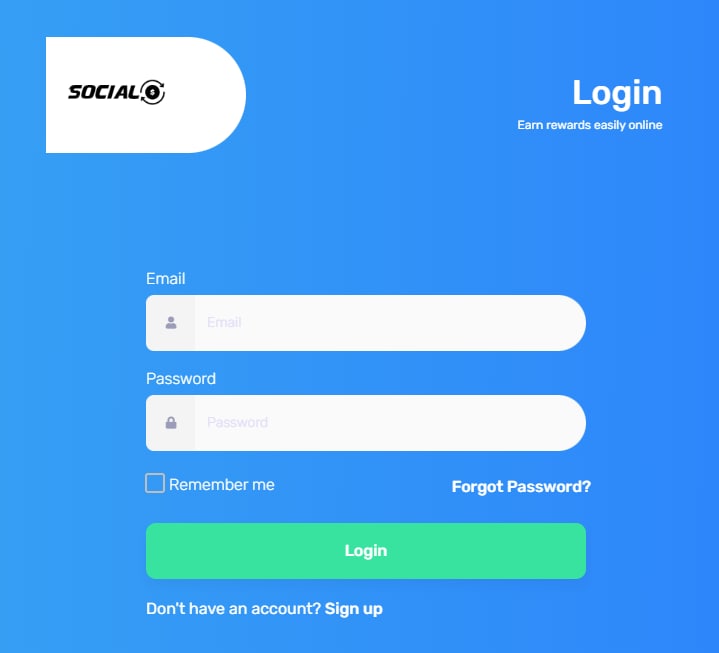 SOCIAL $
Login
Earn rewards easily online
Email
Email
Password
Password
Remember me
Forgot Password?
Login
Don't have an account? Sign up